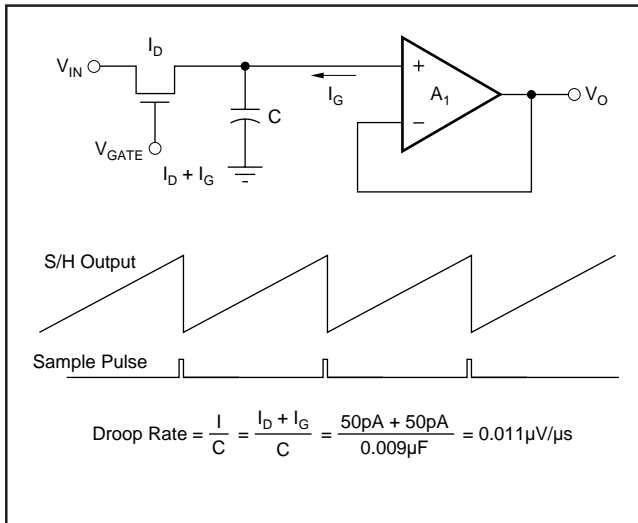 I_D
V_IN
+
A_1
V_O
I_G
C
−
V_GATE
I_D + I_G
S/H Output
Sample Pulse
Droop Rate = I/C = (I_D + I_G)/C = (50pA + 50pA)/0.009µF = 0.011µV/µs